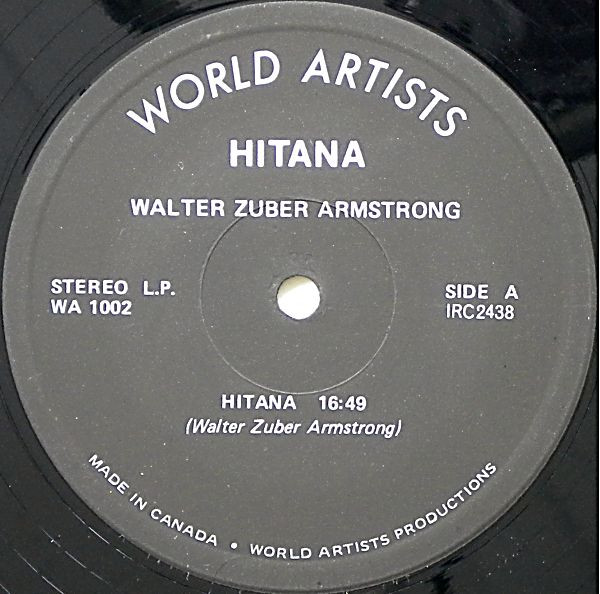 WORLD ARTISTS
HITANA
WALTER ZUBER ARMSTRONG
STEREO L.P.
WA 1002
SIDE A
IRC2438
HITANA 16:49
(Walter Zuber Armstrong)
MADE IN CANADA • WORLD ARTISTS PRODUCTIONS